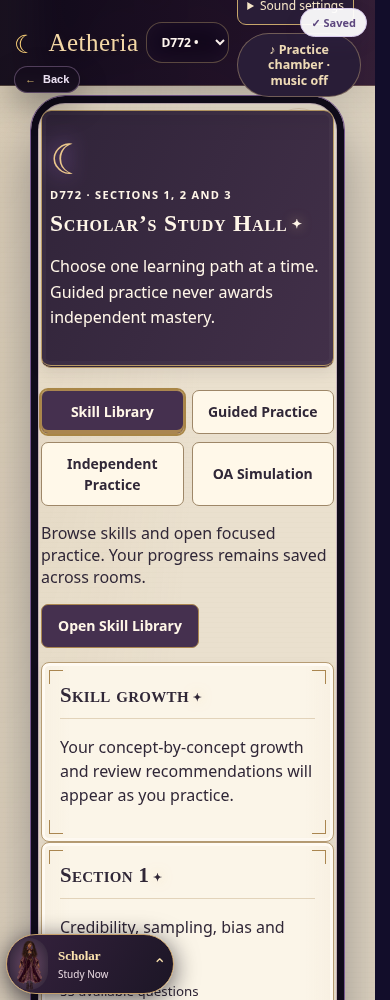 ▶ Sound settings
✓ Saved
☾ Aetheria
D772 •
♪ Practice
chamber ·
music off
← Back
D772 · SECTIONS 1, 2 AND 3
Scholar’s Study Hall ✦
Choose one learning path at a time.
Guided practice never awards
independent mastery.
Skill Library
Guided Practice
Independent
Practice
OA Simulation
Browse skills and open focused
practice. Your progress remains saved
across rooms.
Open Skill Library
Skill growth ✦
Your concept-by-concept growth
and review recommendations will
appear as you practice.
Section 1 ✦
Credibility, sampling, bias and
Scholar
Study Now
available questions